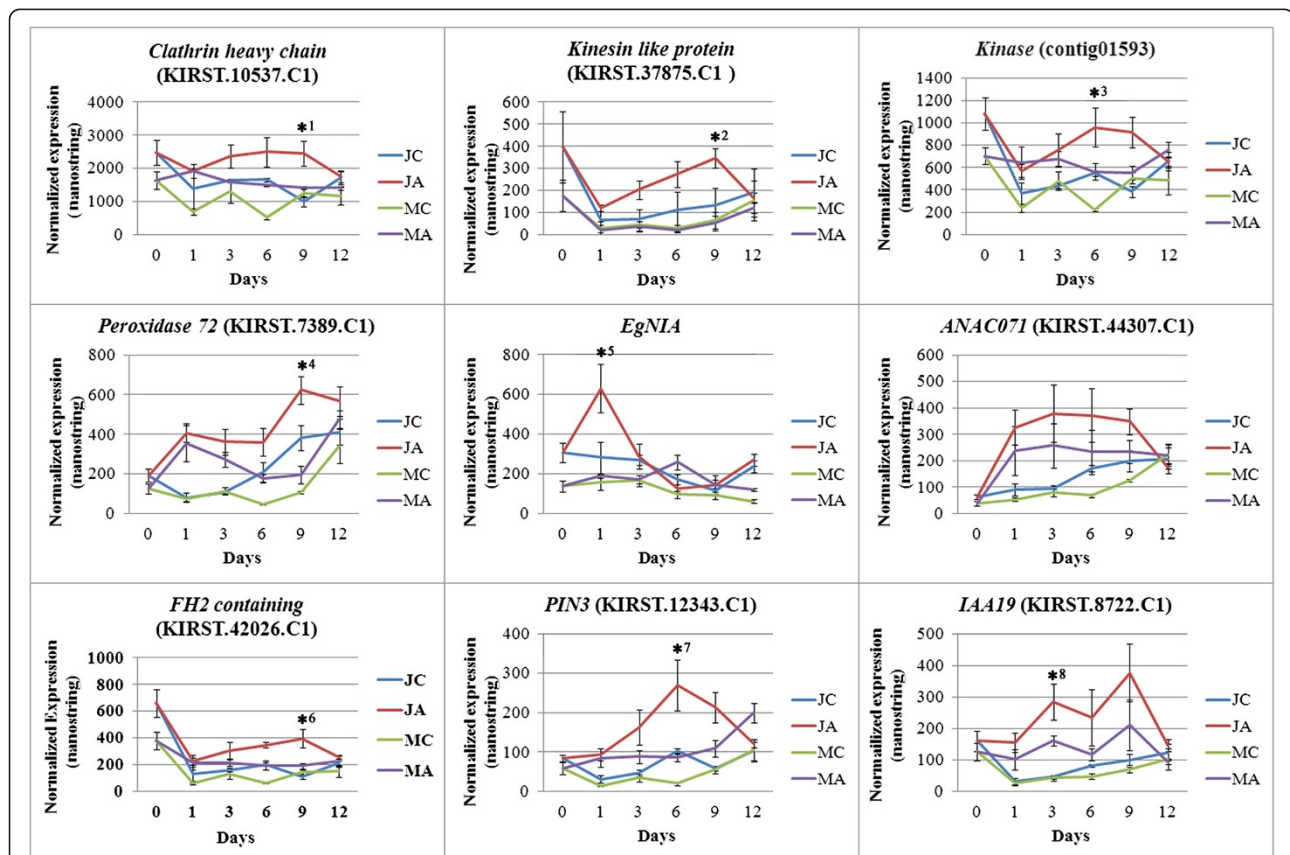 Clathrin heavy chain
(KIRST.10537.C1)
Normalized expression
(nanostring)
4000
3000
2000
1000
0
*1
0 1 3 6 9 12
Days
JC
JA
MC
MA
Kinesin like protein
(KIRST.37875.C1 )
Normalized expression
(nanostring)
600
500
400
300
200
100
0
*2
0 1 3 6 9 12
Days
JC
JA
MC
MA
Kinase (contig01593)
Normalized expression
(nanostring)
1400
1200
1000
800
600
400
200
0
*3
0 1 3 6 9 12
Days
JC
JA
MC
MA
Peroxidase 72 (KIRST.7389.C1)
Normalized expression
(nanostring)
800
600
400
200
0
*4
0 1 3 6 9 12
Days
JC
JA
MC
MA
EgNIA
Normalized expression
(nanostring)
800
600
400
200
0
*5
0 1 3 6 9 12
Days
JC
JA
MC
MA
ANAC071 (KIRST.44307.C1)
Normalized expression
(nanostring)
600
500
400
300
200
100
0
0 1 3 6 9 12
Days
JC
JA
MC
MA
FH2 containing
(KIRST.42026.C1)
Normalized Expression
(nanostring)
1000
800
600
400
200
0
*6
0 1 3 6 9 12
Days
JC
JA
MC
MA
PIN3 (KIRST.12343.C1)
Normalized expression
(nanostring)
400
300
200
100
0
*7
0 1 3 6 9 12
Days
JC
JA
MC
MA
IAA19 (KIRST.8722.C1)
Normalized expression
(nanostring)
500
400
300
200
100
0
*8
0 1 3 6 9 12
Days
JC
JA
MC
MA